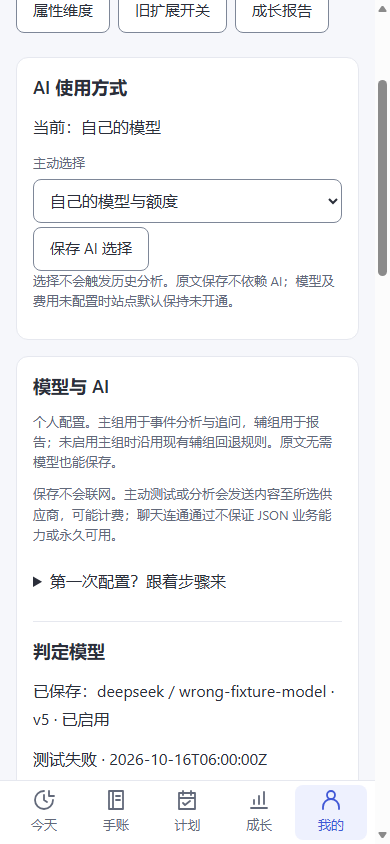 属性维度 旧扩展开关 成长报告
AI 使用方式
当前：自己的模型
主动选择
自己的模型与额度
保存 AI 选择
选择不会触发历史分析。原文保存不依赖 AI；模型及
费用未配置时站点默认保持未开通。
模型与 AI
个人配置。主组用于事件分析与追问，辅组用于报
告；未启用主组时沿用现有辅组回退规则。原文无需
模型也能保存。
保存不会联网。主动测试或分析会发送内容至所选供
应商，可能计费；聊天连通通过不保证 JSON 业务能
力或永久可用。
第一次配置？跟着步骤来
判定模型
已保存：deepseek / wrong-fixture-model ·
v5 · 已启用
测试失败 · 2026-10-16T06:00:00Z
今天 手账 计划 成长 我的